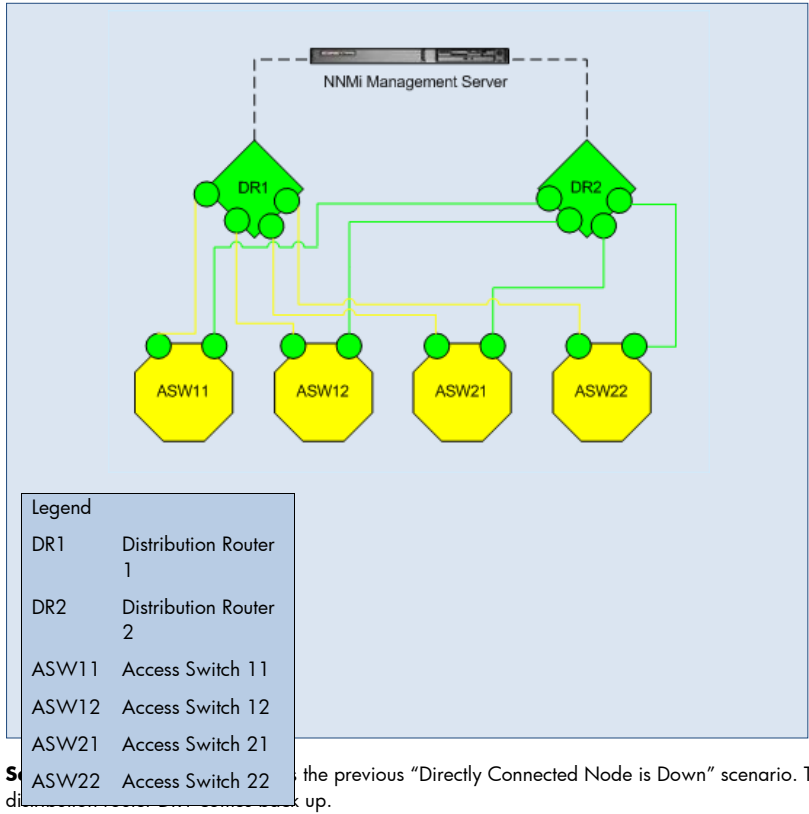 NNMi Management Server
DR1
DR2
ASW11
ASW12
ASW21
ASW22
Legend
DR1 Distribution Router
1
DR2 Distribution Router
2
ASW11 Access Switch 11
ASW12 Access Switch 12
ASW21 Access Switch 21
ASW22 Access Switch 22
the previous “Directly Connected Node is Down” scenario.
up.